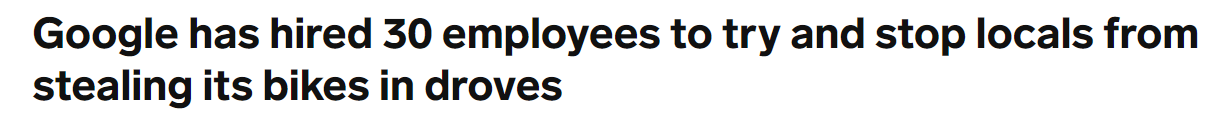 Google has hired 30 employees to try and stop locals from
stealing its bikes in droves